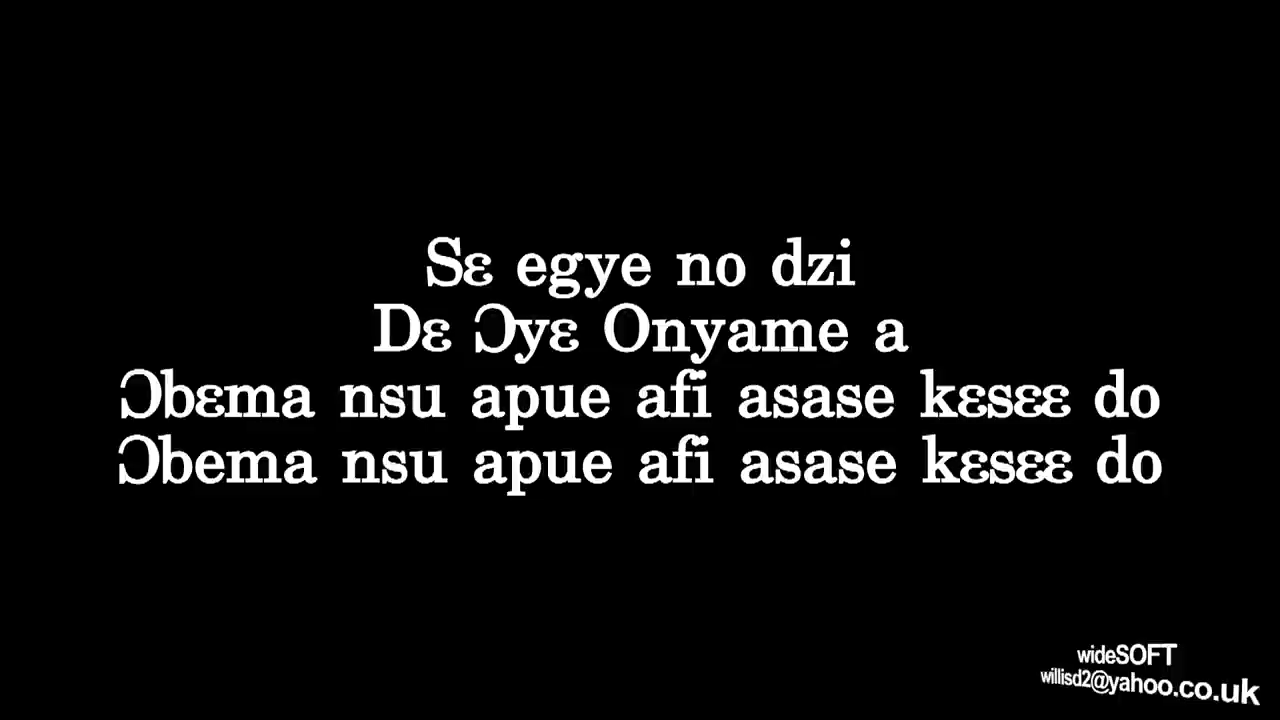 Sɛ egye no dzi
Dɛ Ɔyɛ Onyame a
Ɔbɛma nsu apue afi asase kɛsɛɛ do
Ɔbema nsu apue afi asase kɛsɛɛ do
wideSOFT
willisd2@yahoo.co.uk